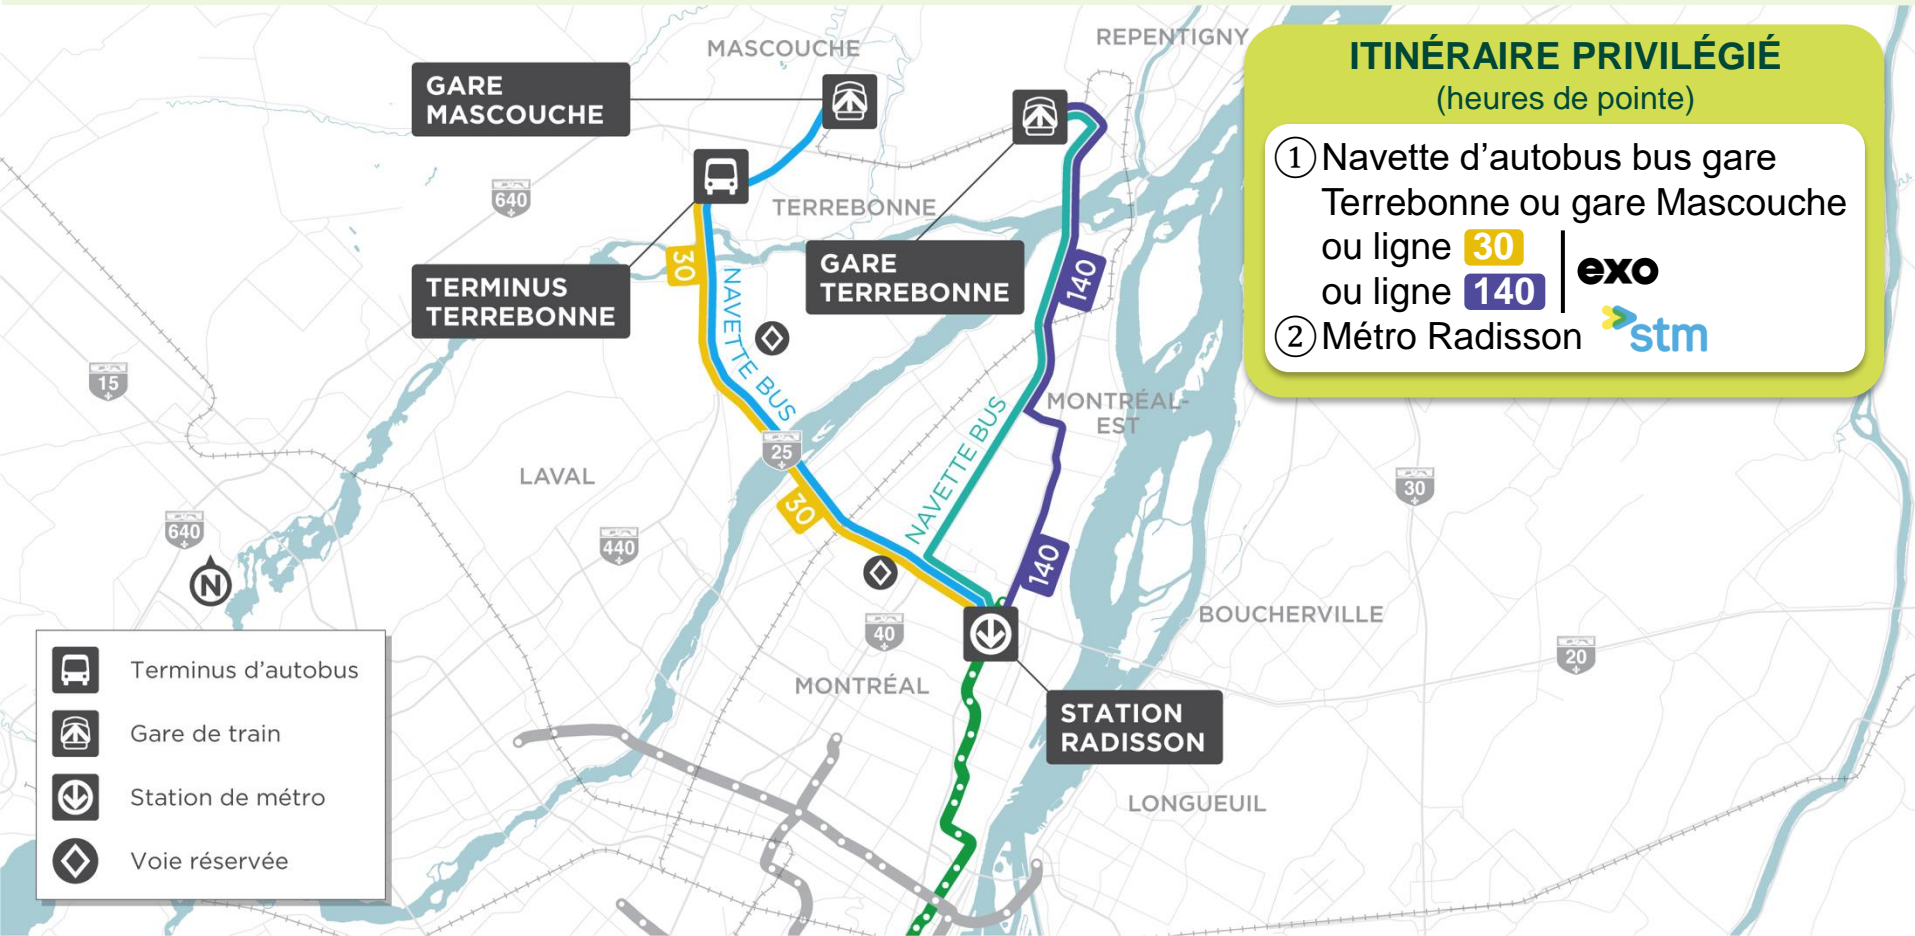 MASCOUCHE
REPENTIGNY
GARE
MASCOUCHE
ITINÉRAIRE PRIVILÉGIÉ
(heures de pointe)
① Navette d'autobus bus gare
Terrebonne ou gare Mascouche
ou ligne 30
ou ligne 140
exo
② Métro Radisson
stm
640
TERREBONNE
TERMINUS
TERREBONNE
GARE
TERREBONNE
30
NAVETTE BUS
140
15
MONTRÉAL-
EST
NAVETTE BUS
25
LAVAL
30
30
640
440
N
140
40
BOUCHERVILLE
20
MONTRÉAL
STATION
RADISSON
LONGUEUIL
Terminus d'autobus
Gare de train
Station de métro
Voie réservée